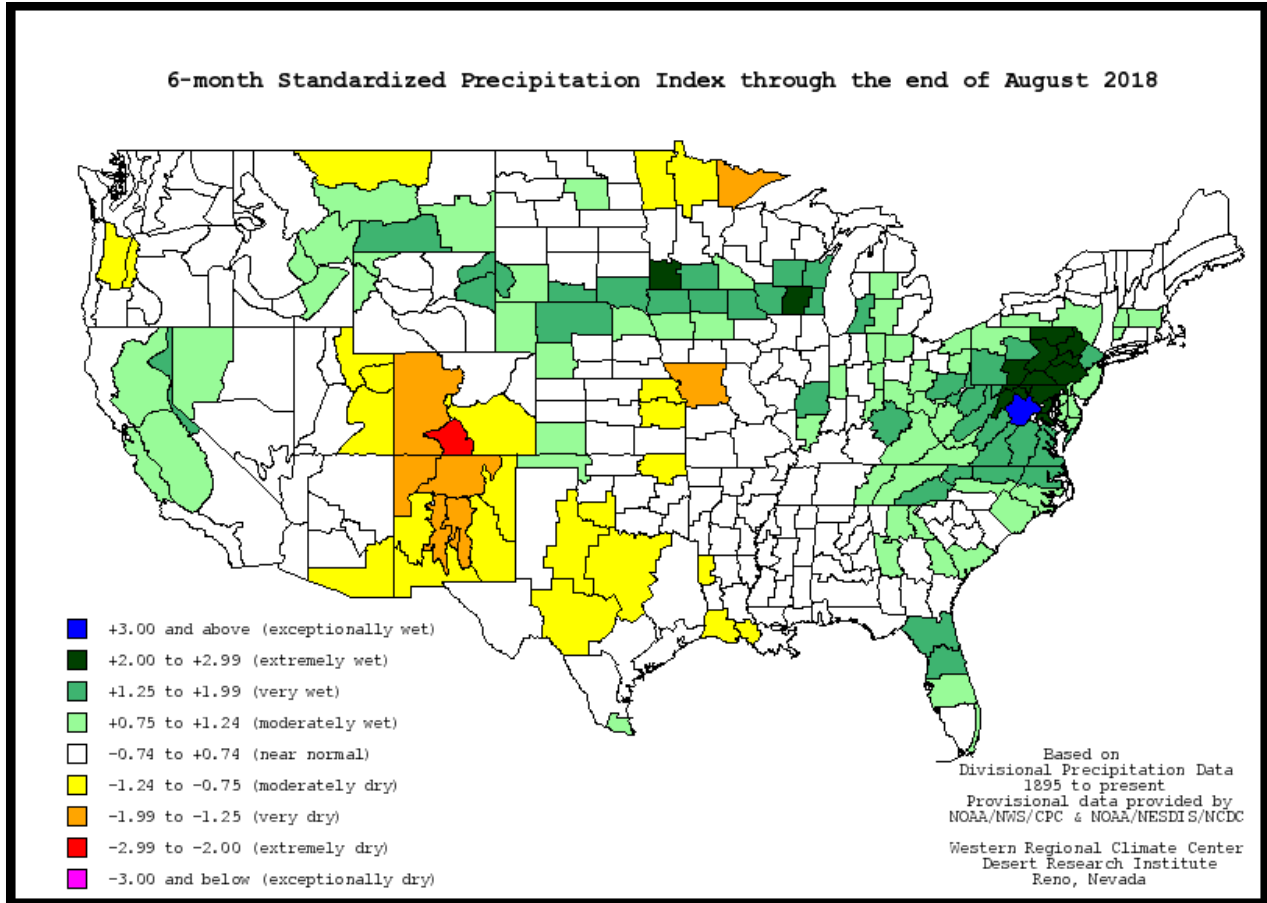 6-month Standardized Precipitation Index through the end of August 2018
+3.00 and above (exceptionally wet)
+2.00 to +2.99 (extremely wet)
+1.25 to +1.99 (very wet)
+0.75 to +1.24 (moderately wet)
-0.74 to +0.74 (near normal)
-1.24 to -0.75 (moderately dry)
-1.99 to -1.25 (very dry)
-2.99 to -2.00 (extremely dry)
-3.00 and below (exceptionally dry)
Based on
Divisional Precipitation Data
1895 to present
Provisional data provided by
NOAA/NWS/CPC & NOAA/NESDIS/NCDC
Western Regional Climate Center
Desert Research Institute
Reno, Nevada